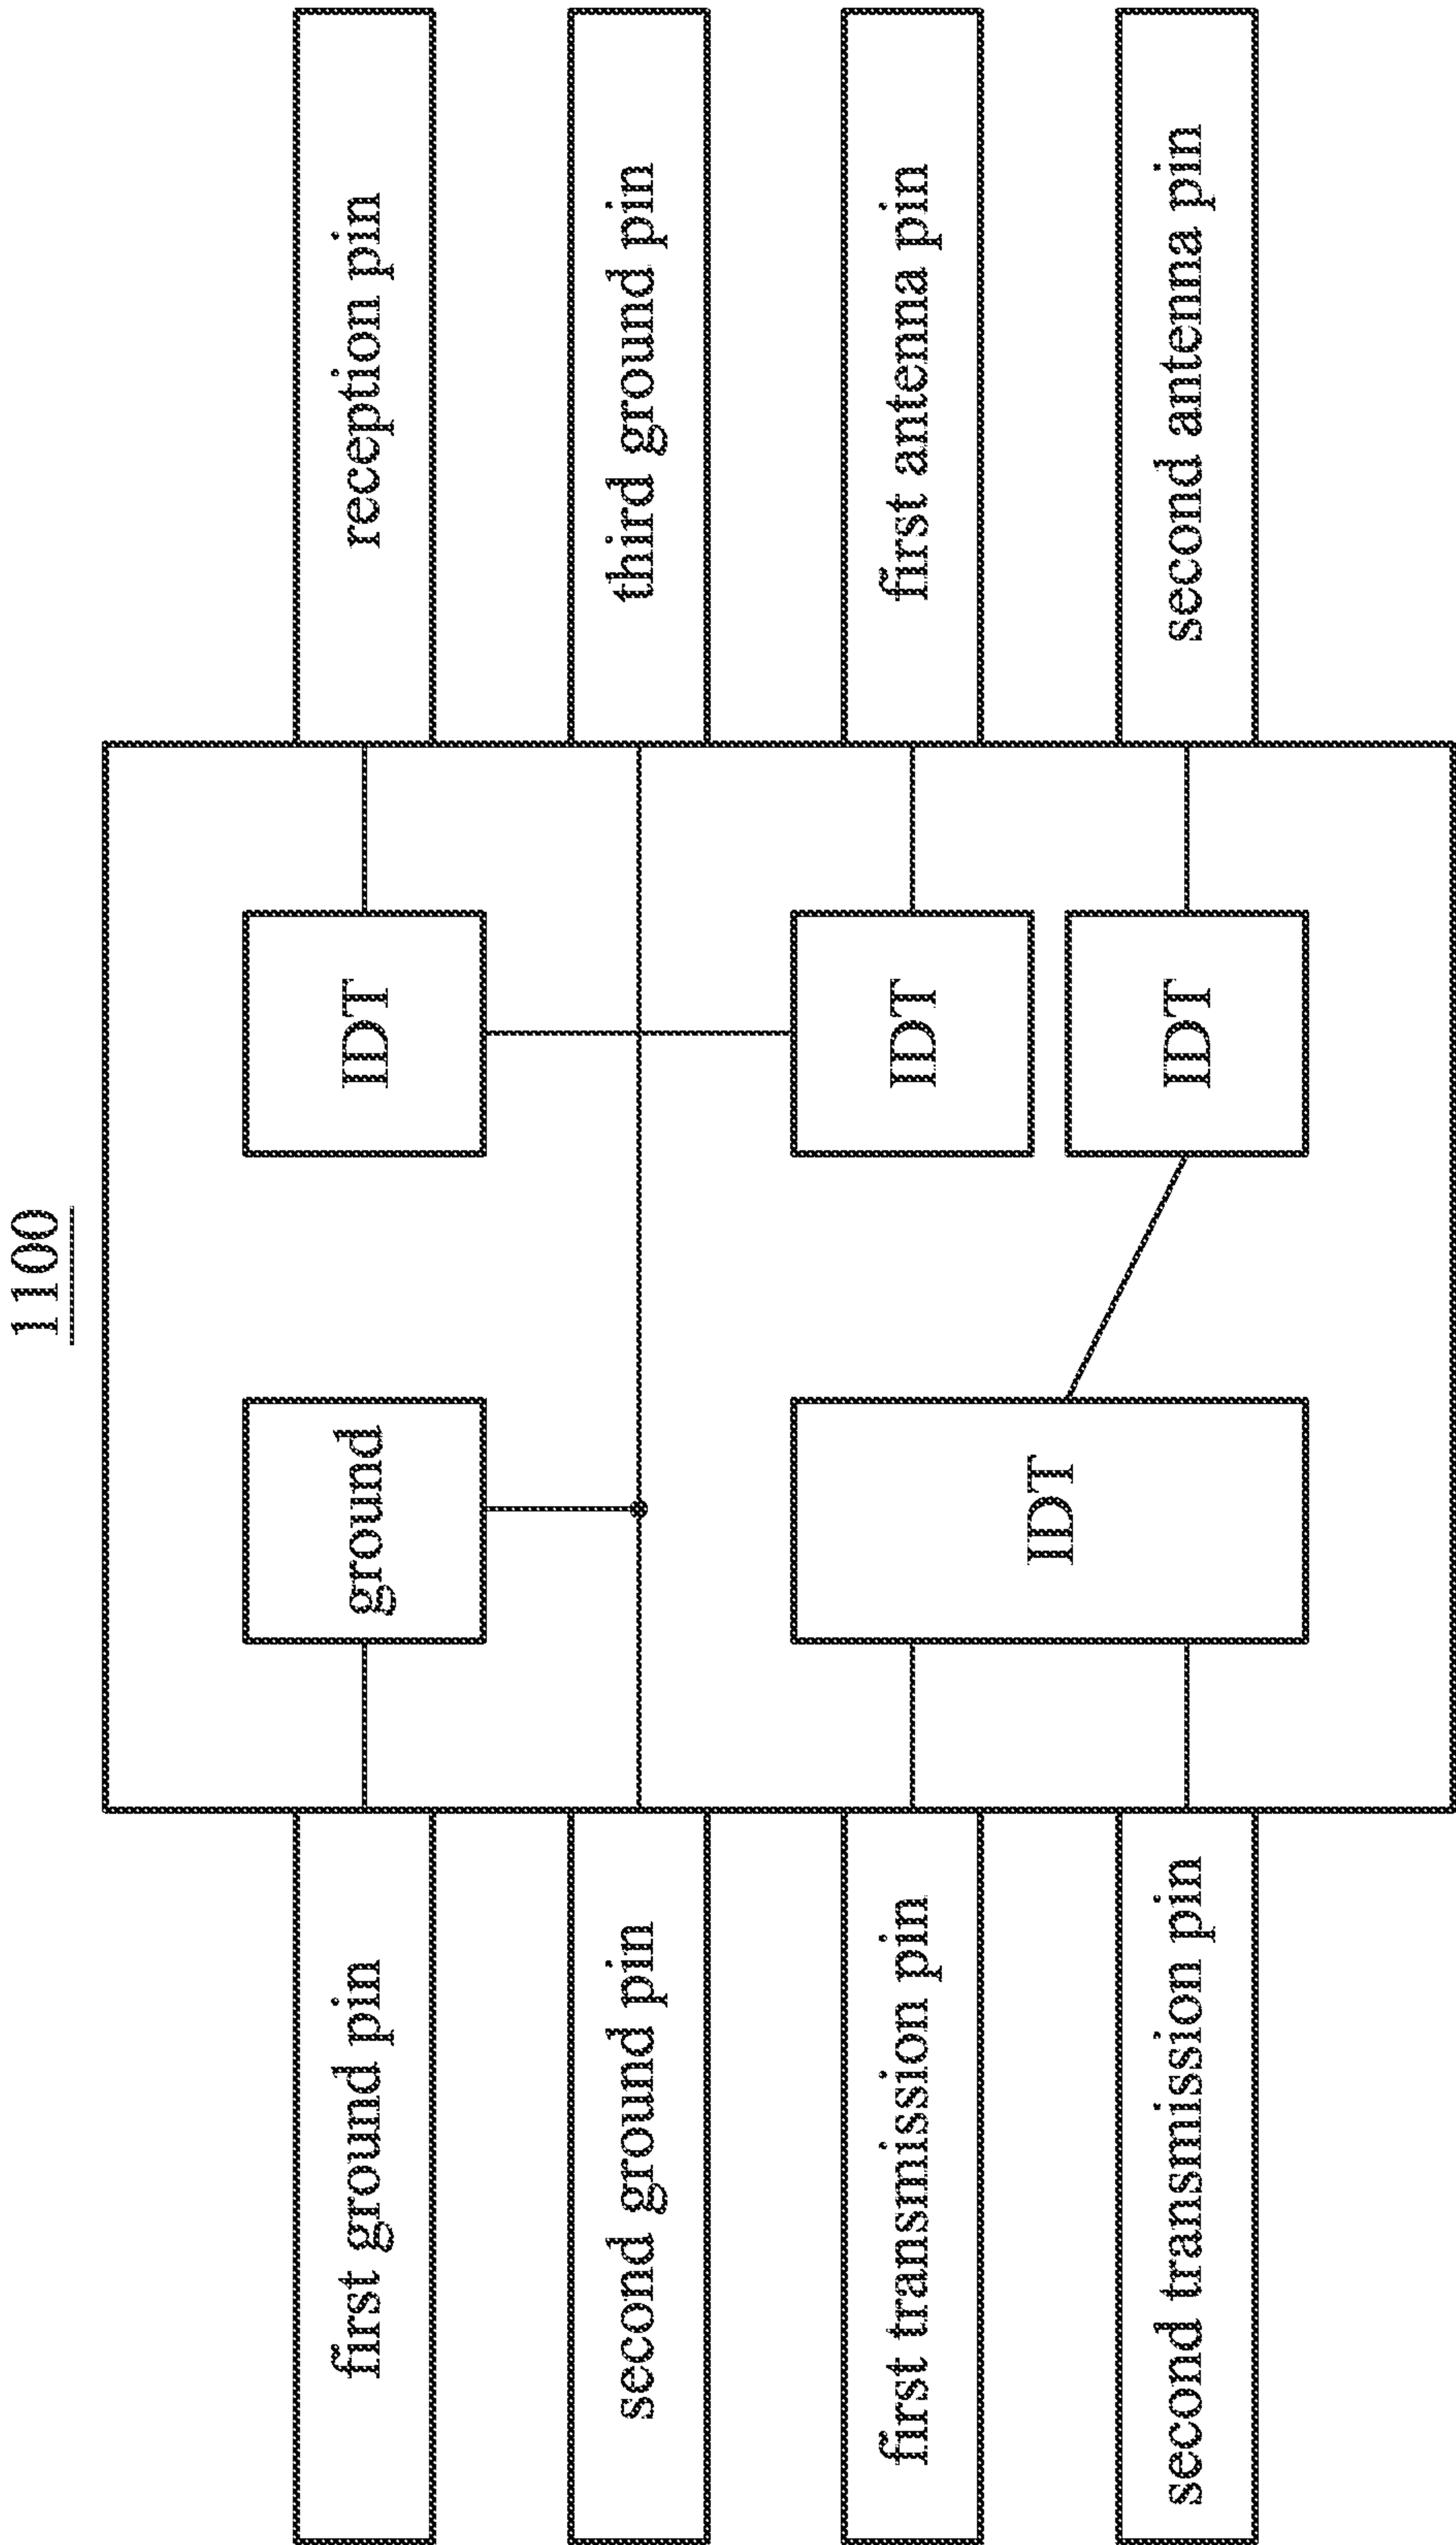 1100
first ground pin
second ground pin
first transmission pin
second transmission pin
ground
IDT
IDT
IDT
IDT
reception pin
third ground pin
first antenna pin
second antenna pin